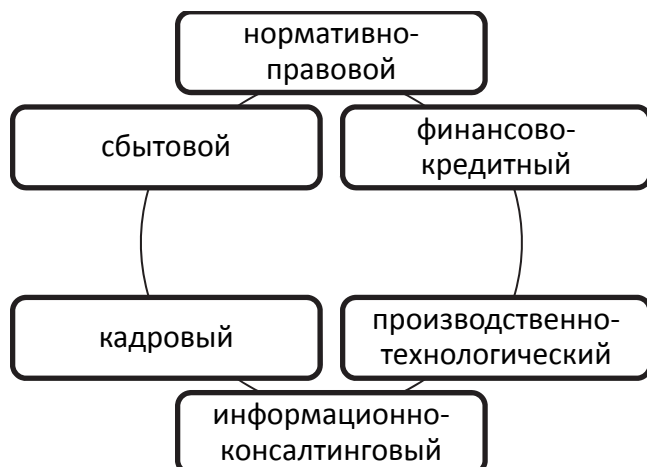 нормативно-
правовой
сбытовой
финансово-
кредитный
кадровый
производственно-
технологический
информационно-
консалтинговый